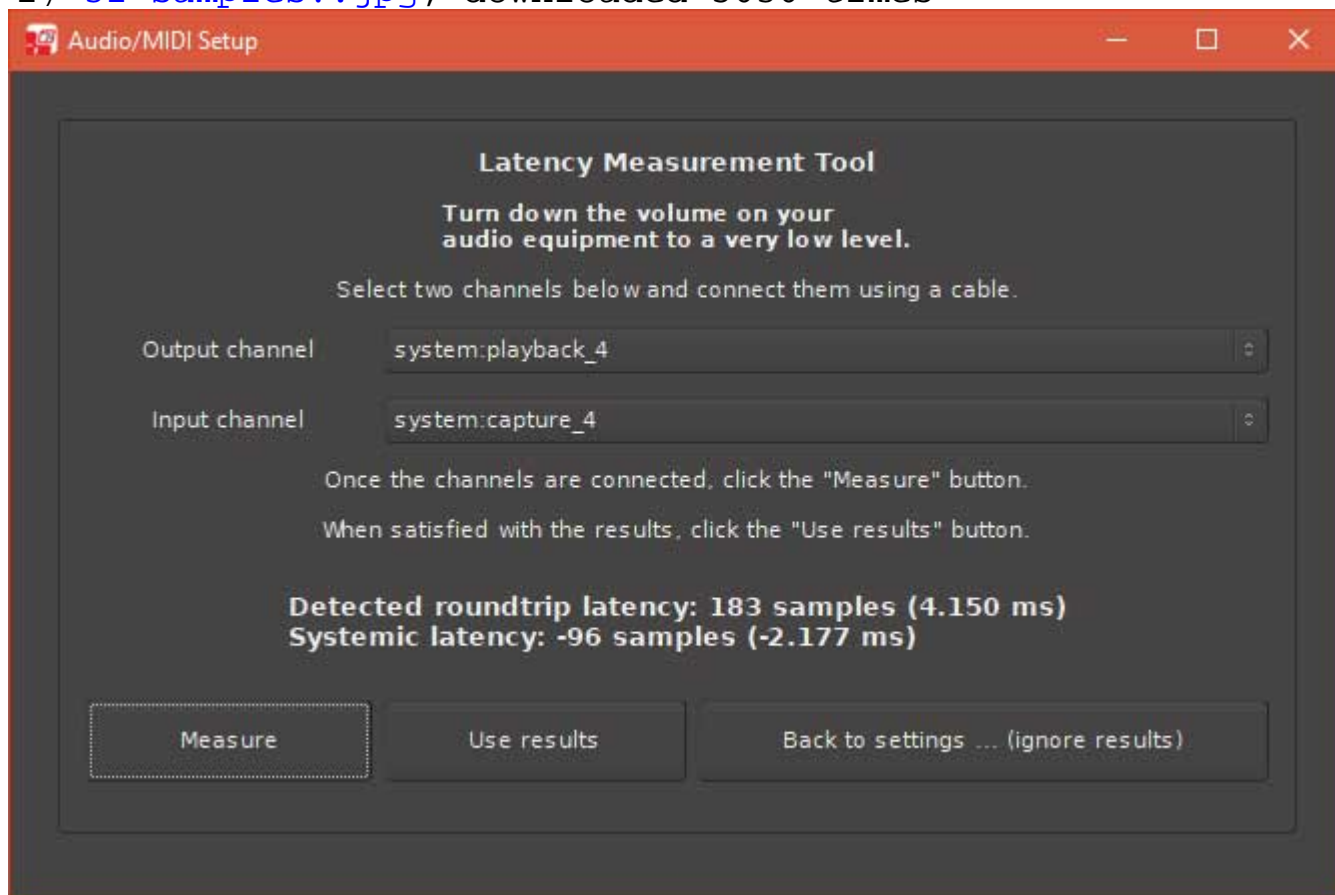 Audio/MIDI Setup
Latency Measurement Tool
Turn down the volume on your
audio equipment to a very low level.
Select two channels below and connect them using a cable.
Output channel system:playback_4
Input channel system:capture_4
Once the channels are connected, click the "Measure" button.
When satisfied with the results, click the "Use results" button.
Detected roundtrip latency: 183 samples (4.150 ms)
Systemic latency: -96 samples (-2.177 ms)
Measure Use results Back to settings ... (ignore results)